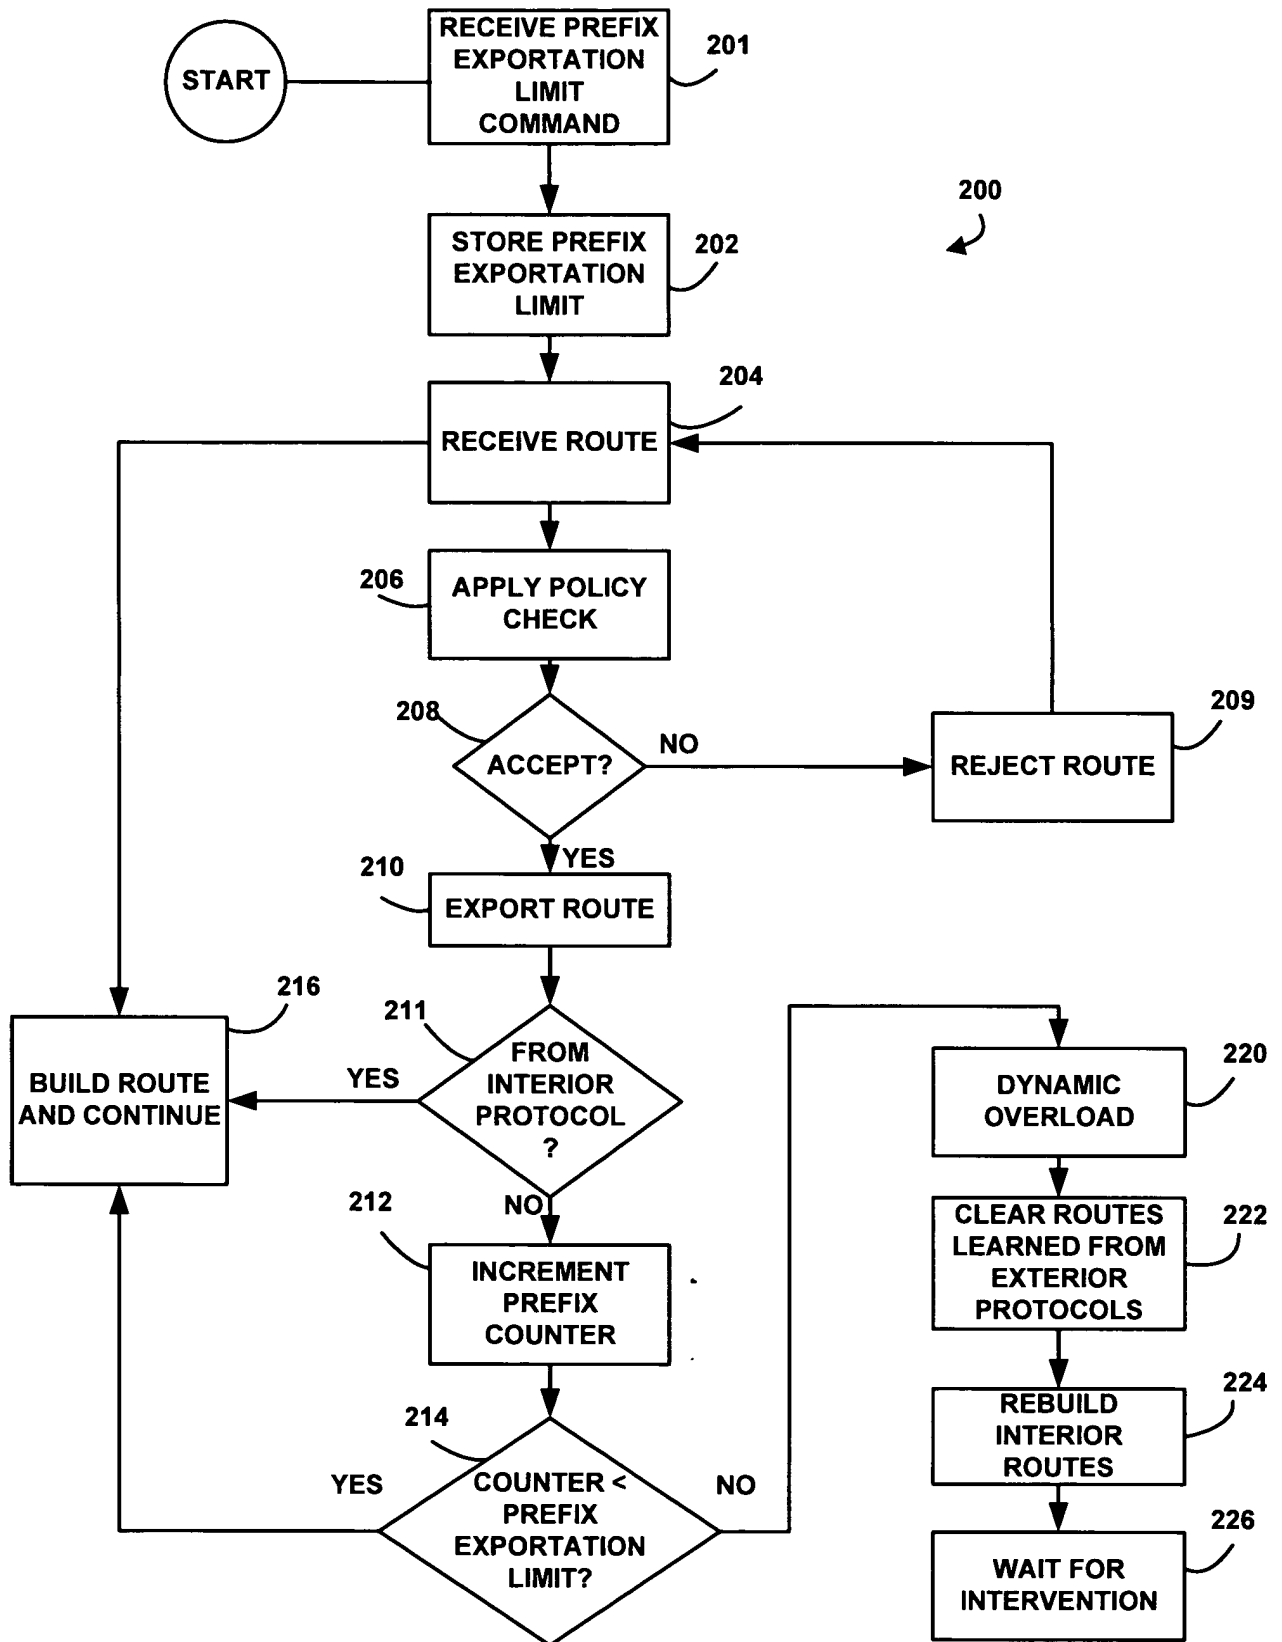 RECEIVE PREFIX
EXPORTATION
LIMIT
COMMAND
201
START
200
STORE PREFIX
EXPORTATION
LIMIT
202
204
RECEIVE ROUTE
206
APPLY POLICY
CHECK
208
ACCEPT?
NO
209
REJECT ROUTE
YES
210
EXPORT ROUTE
216
211
FROM
INTERIOR
PROTOCOL
?
YES
BUILD ROUTE
AND CONTINUE
220
DYNAMIC
OVERLOAD
NO
212
INCREMENT
PREFIX
COUNTER
CLEAR ROUTES
LEARNED FROM
EXTERIOR
PROTOCOLS
222
224
REBUILD
INTERIOR
ROUTES
214
YES
COUNTER <
PREFIX
EXPORTATION
LIMIT?
NO
226
WAIT FOR
INTERVENTION